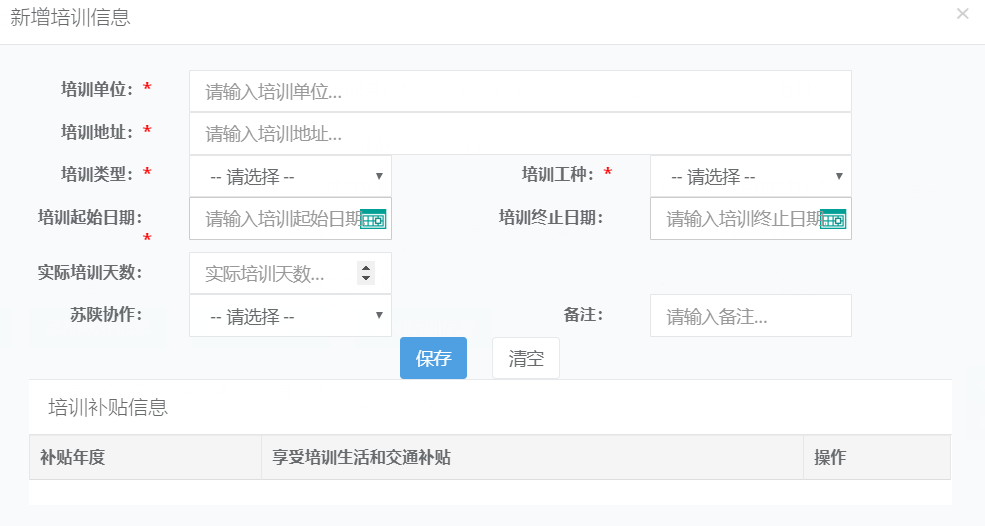 新增培训信息 ×
培训单位：* 请输入培训单位...
培训地址：* 请输入培训地址...
培训类型：* -- 请选择 -- 培训工种：* -- 请选择 --
培训起始日期：* 请输入培训起始日期 培训终止日期： 请输入培训终止日期
实际培训天数： 实际培训天数...
苏陕协作： -- 请选择 -- 备注： 请输入备注...
保存 清空
培训补贴信息
补贴年度 享受培训生活和交通补贴 操作